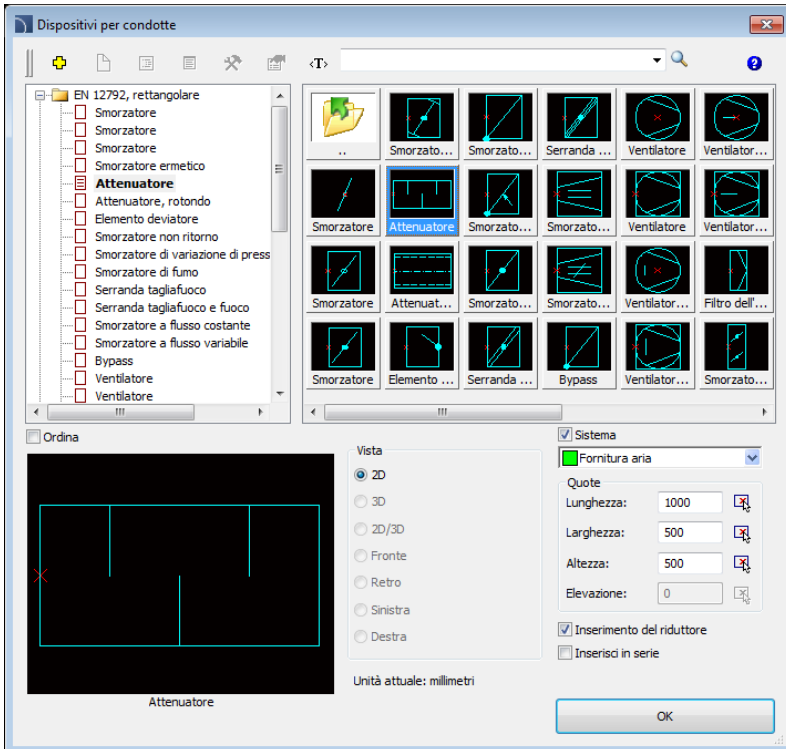 Dispositivi per condotte
<T>
EN 12792, rettangolare
Smorzatore
Smorzatore
Smorzatore
Smorzatore ermetico
Attenuatore
Attenuatore, rotondo
Elemento deviatore
Smorzatore non ritorno
Smorzatore di variazione di press
Smorzatore di fumo
Serranda tagliafuoco
Serranda tagliafuoco e fuoco
Smorzatore a flusso costante
Smorzatore a flusso variabile
Bypass
Ventilatore
Ventilatore
.. Smorzato... Smorzato... Serranda ... Ventilatore Ventilator...
Smorzatore Attenuatore Smorzato... Smorzato... Ventilatore Ventilator...
Smorzatore Attenuat... Smorzato... Smorzato... Ventilator... Filtro dell'...
Smorzatore Elemento ... Serranda ... Bypass Ventilator... Smorzato...
Ordina
Attenuatore
Vista
2D
3D
2D/3D
Fronte
Retro
Sinistra
Destra
Unità attuale: millimetri
Sistema
Fornitura aria
Quote
Lunghezza: 1000
Larghezza: 500
Altezza: 500
Elevazione: 0
Inserimento del riduttore
Inserisci in serie
OK